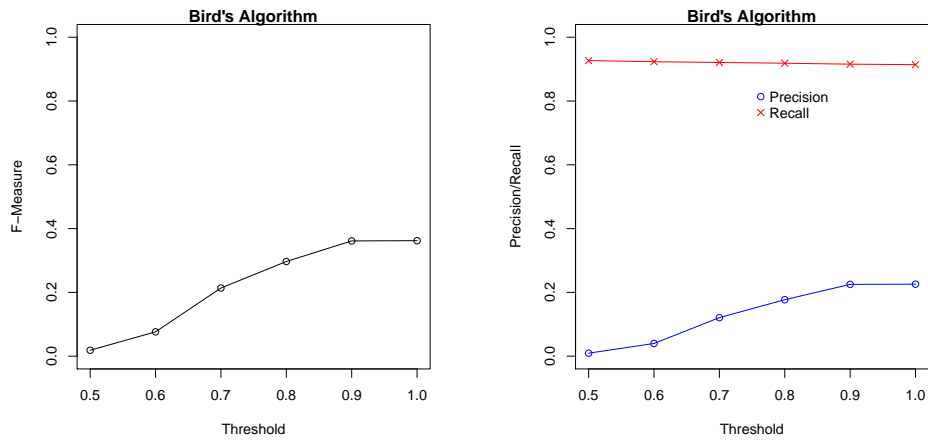 Bird's Algorithm
F−Measure
1.0
0.8
0.6
0.4
0.2
0.0
0.5 0.6 0.7 0.8 0.9 1.0
Threshold
Bird's Algorithm
Precision/Recall
1.0
0.8
0.6
0.4
0.2
0.0
Precision
Recall
0.5 0.6 0.7 0.8 0.9 1.0
Threshold